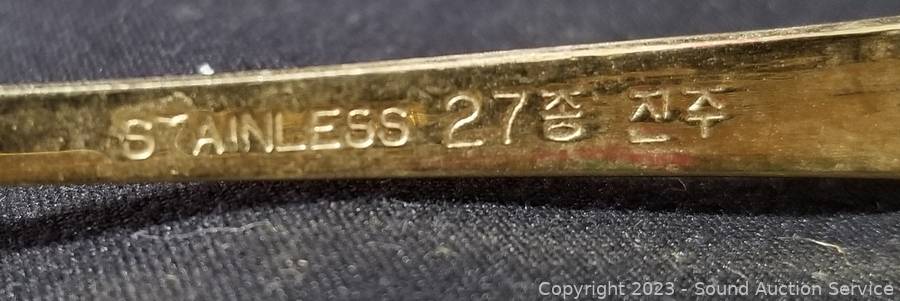 STAINLESS 27종 진주
Copyright 2023 - Sound Auction Service